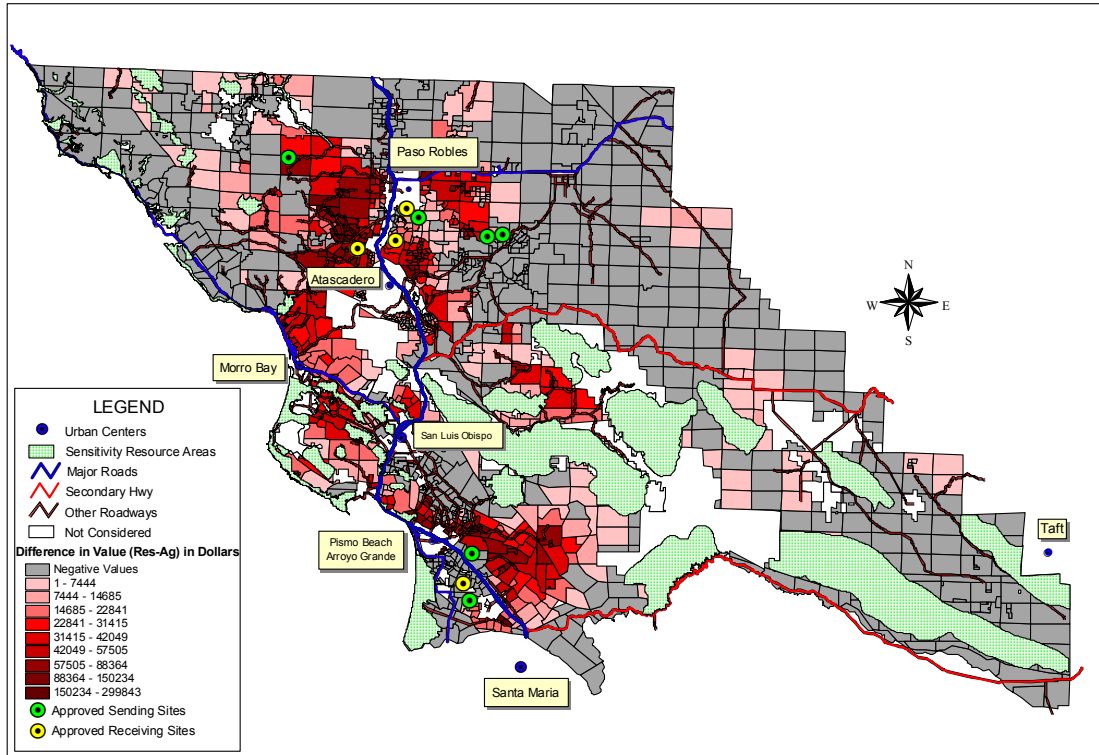 Paso Robles
Atascadero
N
W
E
S
Morro Bay
San Luis Obispo
Pismo Beach
Arroyo Grande
Taft
Santa Maria
LEGEND
Urban Centers
Sensitivity Resource Areas
Major Roads
Secondary Hwy
Other Roadways
Not Considered
Difference in Value (Res-Ag) in Dollars
Negative Values
1 - 7444
7444 - 14685
14685 - 22841
22841 - 31415
31415 - 42049
42049 - 57505
57505 - 88364
88364 - 150234
150234 - 299843
Approved Sending Sites
Approved Receiving Sites